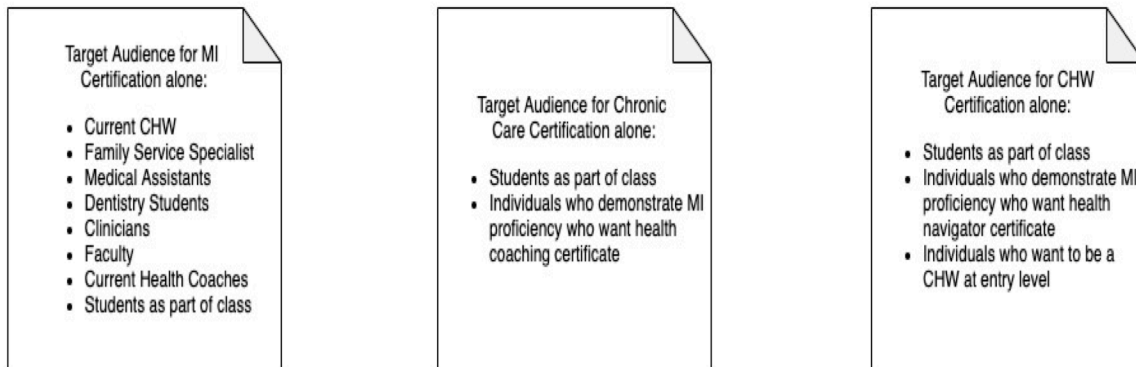 Target Audience for MI
Certification alone:
• Current CHW
• Family Service Specialist
• Medical Assistants
• Dentistry Students
• Clinicians
• Faculty
• Current Health Coaches
• Students as part of class
Target Audience for Chronic
Care Certification alone:
• Students as part of class
• Individuals who demonstrate MI
proficiency who want health
coaching certificate
Target Audience for CHW
Certification alone:
• Students as part of class
• Individuals who demonstrate MI
proficiency who want health
navigator certificate
• Individuals who want to be a
CHW at entry level